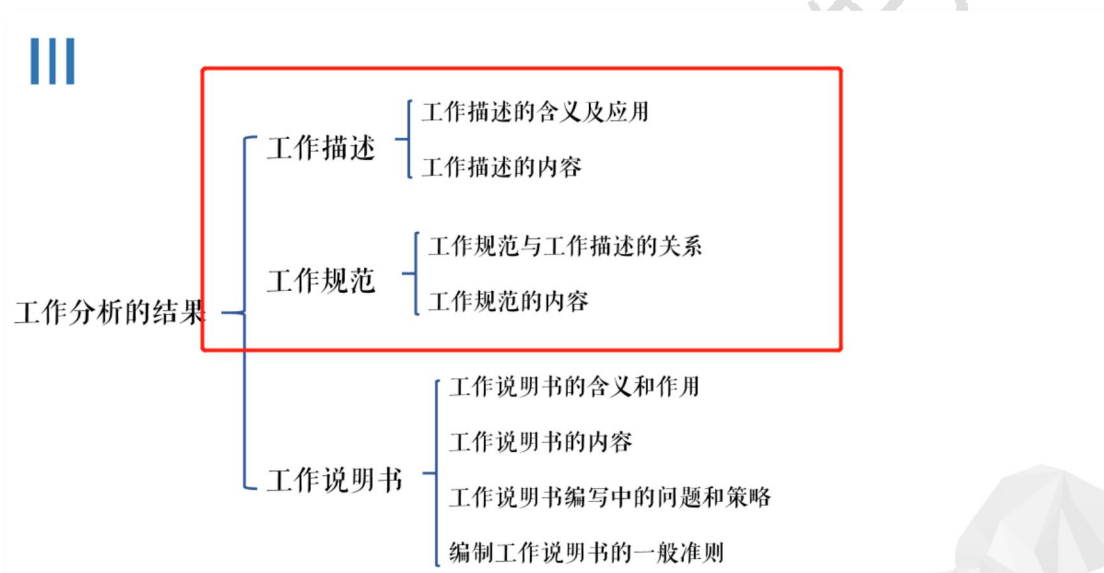 工作描述的含义及应用
工作描述
工作描述的内容
工作规范与工作描述的关系
工作规范
工作规范的内容
工作分析的结果
工作说明书的含义和作用
工作说明书的内容
工作说明书
工作说明书编写中的问题和策略
编制工作说明书的一般准则